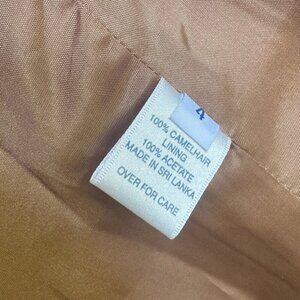 4
100% CAMELHAIR
LINING
100% ACETATE
MADE IN SRI LANKA
OVER FOR CARE